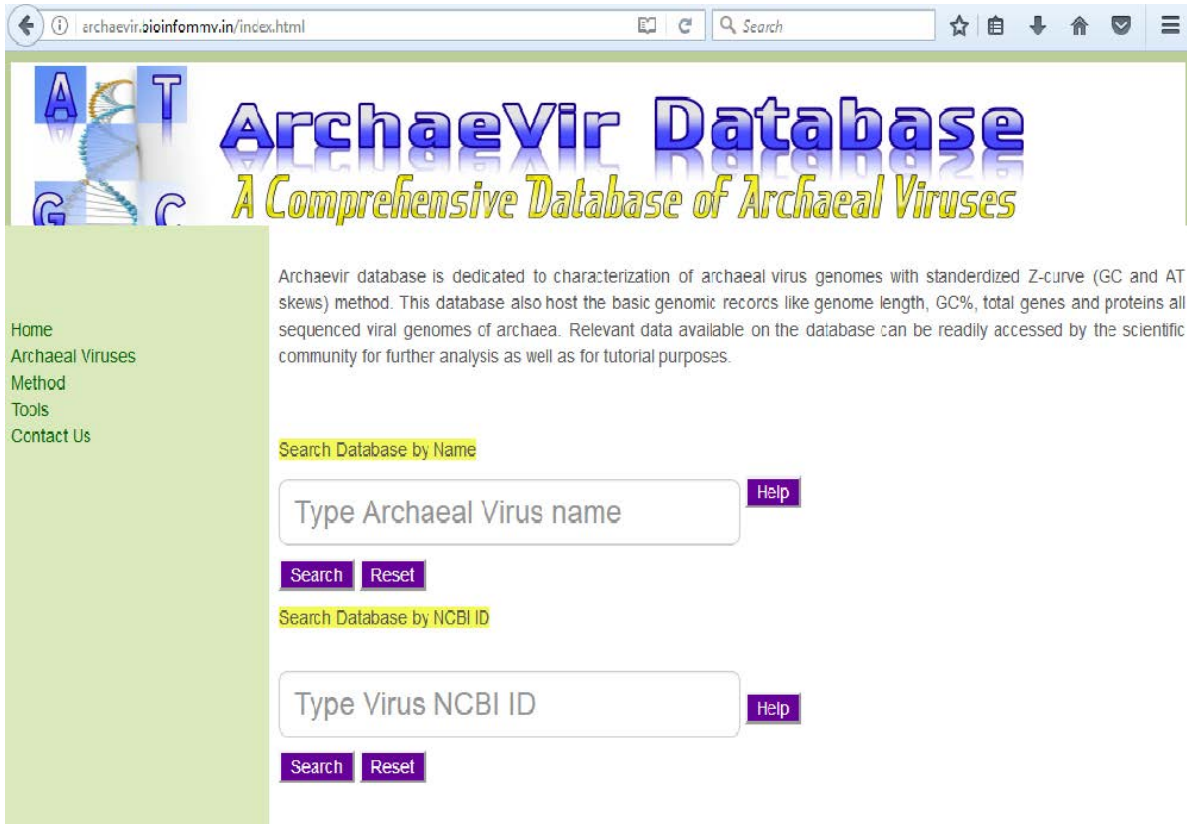 archaevir.bioinfommv.in/index.html
Search
A T
G C
ArchaeVir Database
A Comprehensive Database of Archaeal Viruses
Home
Archaeal Viruses
Method
Tools
Contact Us
Archaevir database is dedicated to characterization of archaeal virus genomes with standerdized Z-curve (GC and AT
skews) method. This database also host the basic genomic records like genome length, GC%, total genes and proteins all
sequenced viral genomes of archaea. Relevant data available on the database can be readily accessed by the scientific
community for further analysis as well as for tutorial purposes.
Search Database by Name
Type Archaeal Virus name
Help
Search Reset
Search Database by NCBI ID
Type Virus NCBI ID
Help
Search Reset